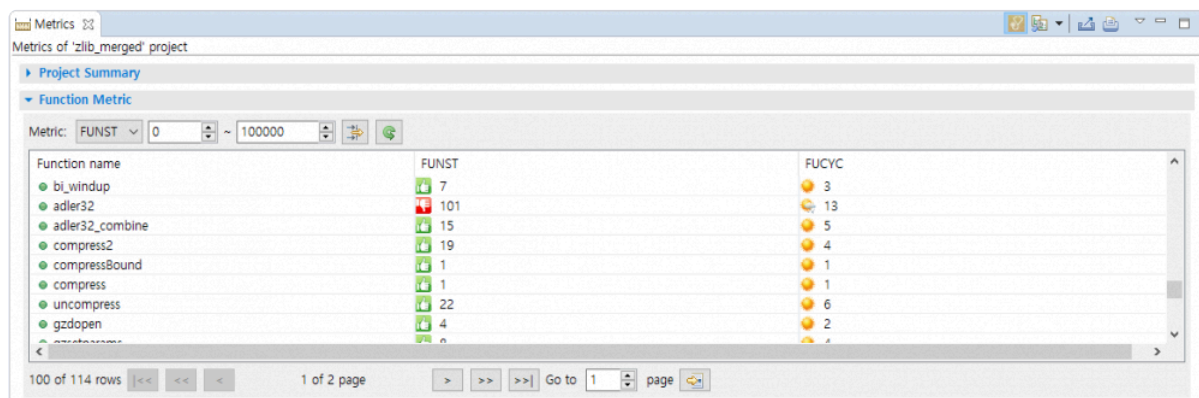 Metrics
Metrics of 'zlib_merged' project
Project Summary
Function Metric
Metric: FUNST 0 ~ 100000
Function name FUNST FUCYC
bi_windup 7 3
adler32 101 13
adler32_combine 15 5
compress2 19 4
compressBound 1 1
compress 1 1
uncompress 22 6
gzdopen 4 2
100 of 114 rows |<< << < 1 of 2 page > >> >>| Go to 1 page